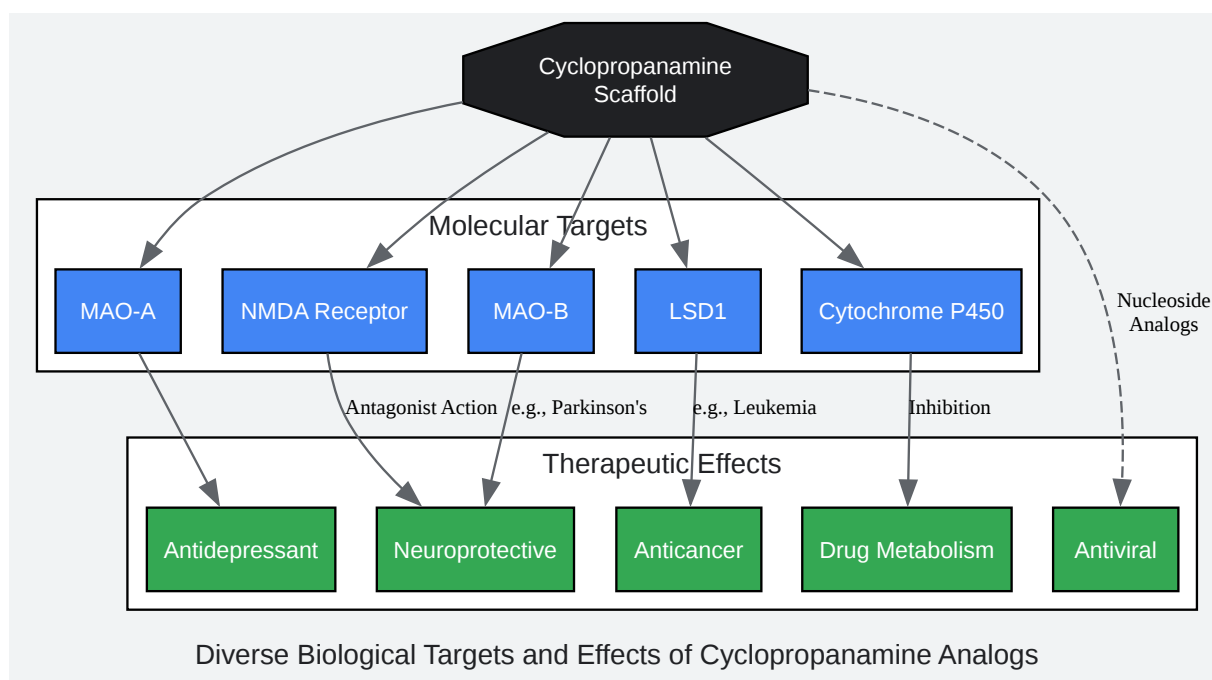 Cyclopropanamine
Scaffold
Molecular Targets
MAO-A
NMDA Receptor
MAO-B
LSD1
Cytochrome P450
Nucleoside
Analogs
Antagonist Action
e.g., Parkinson's
e.g., Leukemia
Inhibition
Therapeutic Effects
Antidepressant
Neuroprotective
Anticancer
Drug Metabolism
Antiviral
Diverse Biological Targets and Effects of Cyclopropanamine Analogs